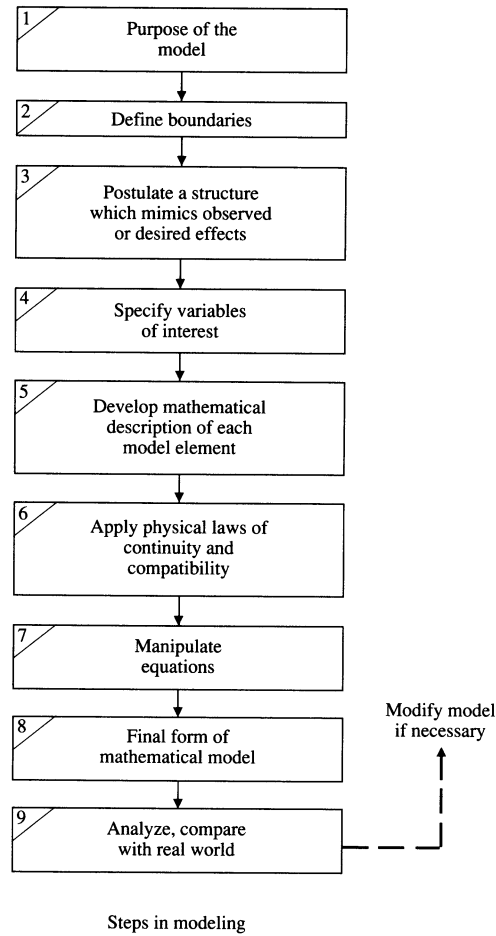 1
Purpose of the
model
2
Define boundaries
3
Postulate a structure
which mimics observed
or desired effects
4
Specify variables
of interest
5
Develop mathematical
description of each
model element
6
Apply physical laws of
continuity and
compatibility
7
Manipulate
equations
8
Final form of
mathematical model
9
Analyze, compare
with real world
Modify model
if necessary
Steps in modeling